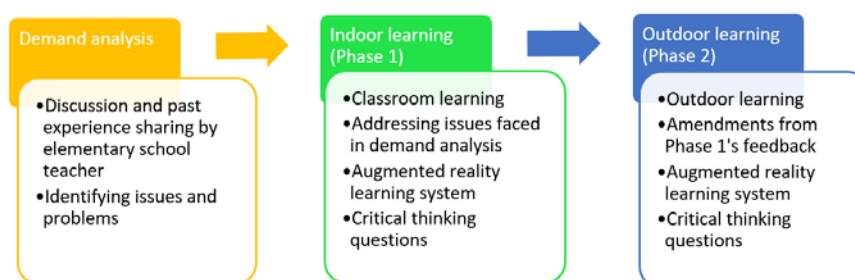 Demand analysis
•Discussion and past
experience sharing by
elementary school
teacher
•Identifying issues and
problems
Indoor learning
(Phase 1)
•Classroom learning
•Addressing issues faced
in demand analysis
•Augmented reality
learning system
•Critical thinking
questions
Outdoor learning
(Phase 2)
•Outdoor learning
•Amendments from
Phase 1's feedback
•Augmented reality
learning system
•Critical thinking
questions